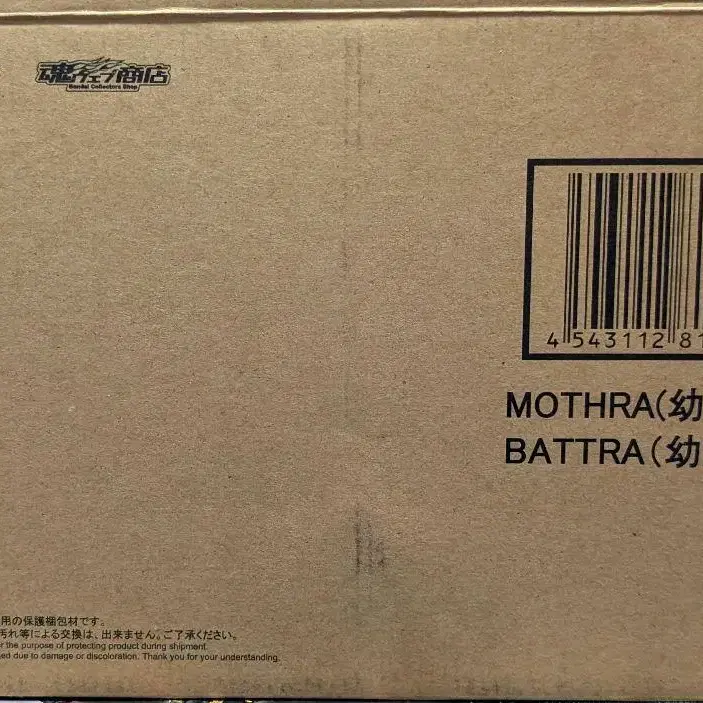 魂ウェブ商店
Bandai Collectors Shop
4 543112 81
MOTHRA(幼
BATTRA(幼
用の保護梱包材です。
汚れ等による交換は、出来ません。ご了承ください。
the purpose of protecting product during shipment.
ed due to damage or discoloration. Thank you for your understanding.